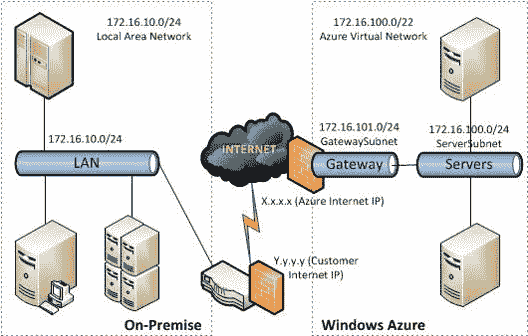 172.16.10.0/24
Local Area Network
172.16.100.0/22
Azure Virtual Network
172.16.10.0/24
LAN
INTERNET
172.16.101.0/24
GatewaySubnet
Gateway
172.16.100.0/24
ServerSubnet
Servers
X.x.x.x (Azure Internet IP)
Y.y.y.y (Customer
Internet IP)
On-Premise
Windows Azure